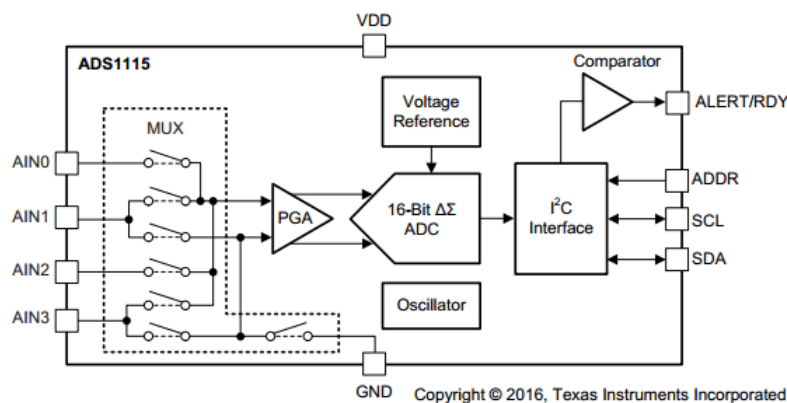 VDD
ADS1115
Comparator
MUX
Voltage
Reference
ALERT/RDY
AIN0
ADDR
AIN1
PGA
16-Bit ΔΣ
ADC
I²C
Interface
SCL
AIN2
SDA
Oscillator
AIN3
GND
Copyright © 2016, Texas Instruments Incorporated